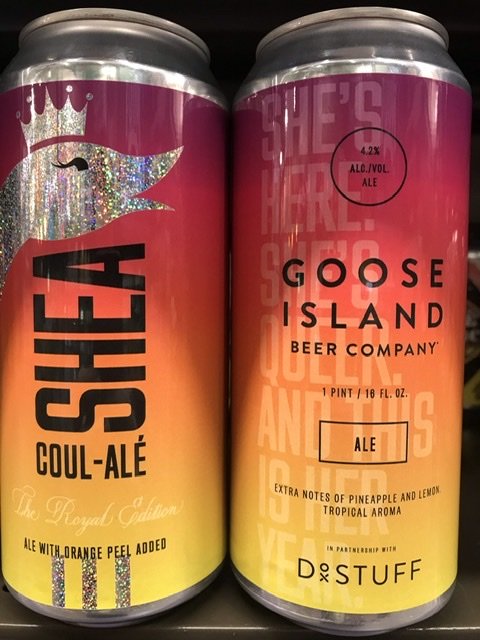 SHEA
COUL-ALÉ
The Royal Edition
ALE WITH ORANGE PEEL ADDED
SHE'S
HERE.
SHE'S
QUEER.
AND THIS
IS HER
YEAR.
4.2%
ALC./VOL.
ALE
GOOSE
ISLAND
BEER COMPANY
1 PINT / 16 FL. OZ.
ALE
EXTRA NOTES OF PINEAPPLE AND LEMON.
TROPICAL AROMA
IN PARTNERSHIP WITH
DOSTUFF